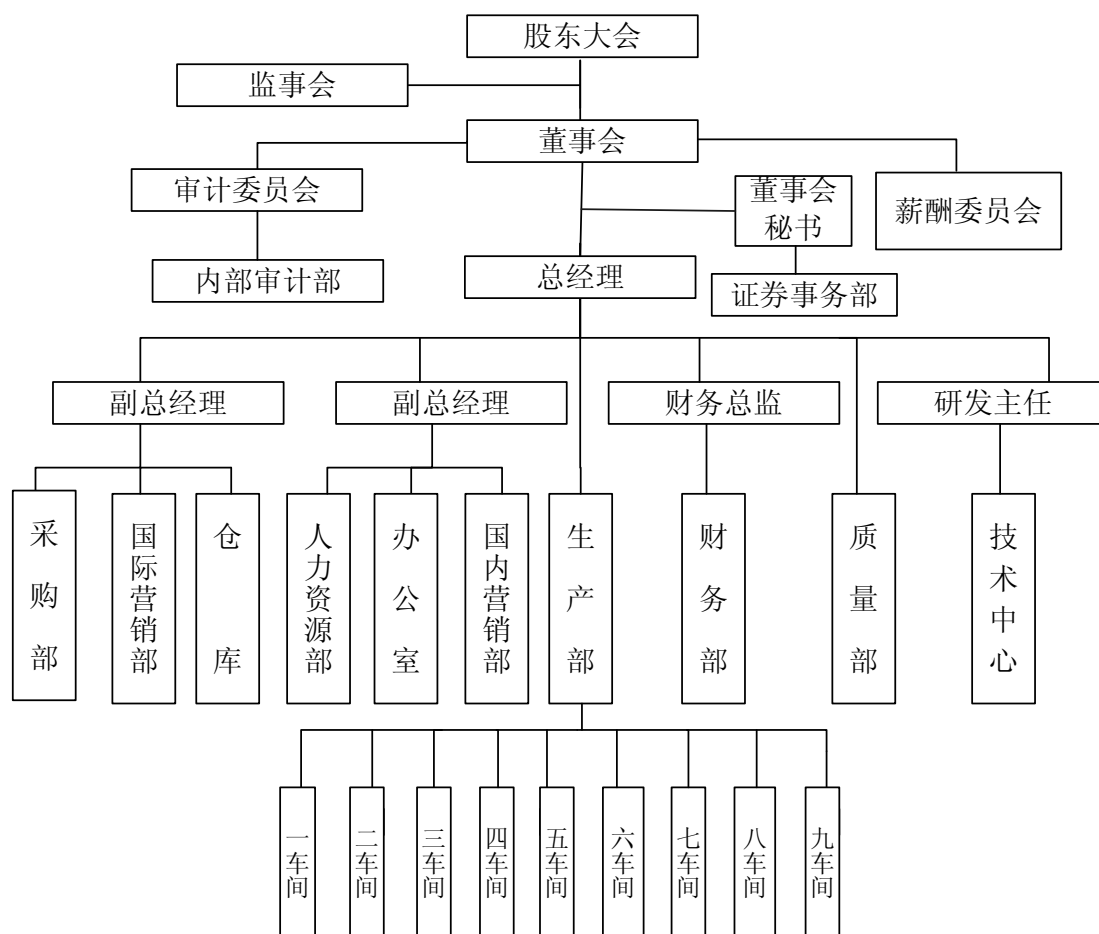 股东大会
监事会
董事会
审计委员会
董事会
秘书
薪酬委员会
内部审计部
总经理
证券事务部
副总经理
副总经理
财务总监
研发主任
采购部
国际营销部
仓库
人力资源部
办公室
国内营销部
生产部
财务部
质量部
技术中心
一车间
二车间
三车间
四车间
五车间
六车间
七车间
八车间
九车间